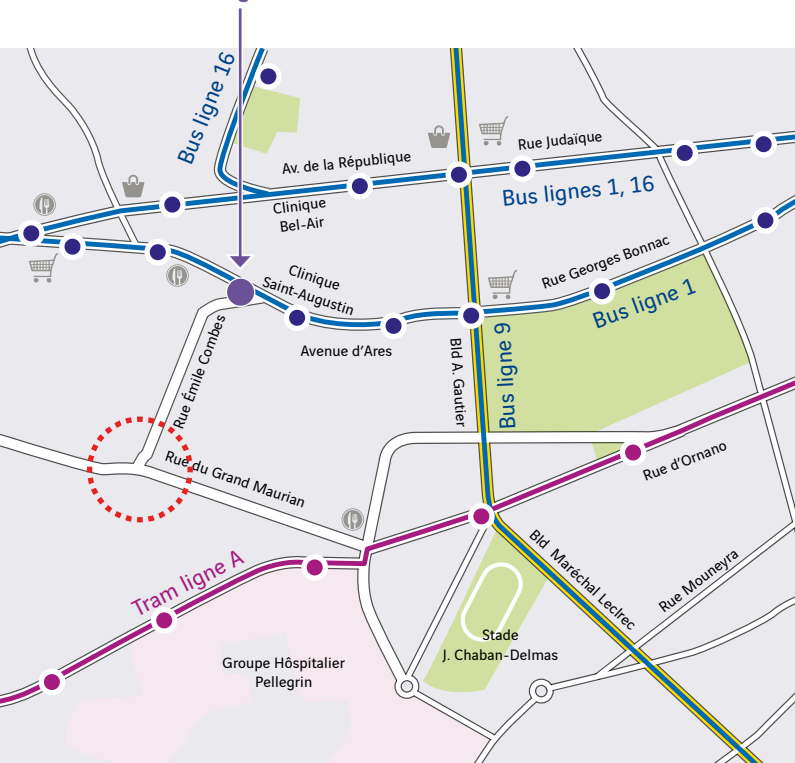 Bus ligne 16
Rue Judaïque
Av. de la République
Bus lignes 1, 16
Clinique
Bel-Air
Rue Georges Bonnac
Clinique
Saint-Augustin
Bus ligne 1
Rue Émile Combes
Avenue d'Ares
Bld A. Gautier
Bus ligne 9
Rue du Grand Maurian
Rue d'Ornano
Bld Maréchal Leclrec
Tram ligne A
Rue Mouneyra
Stade
J. Chaban-Delmas
Groupe Hôspitalier
Pellegrin